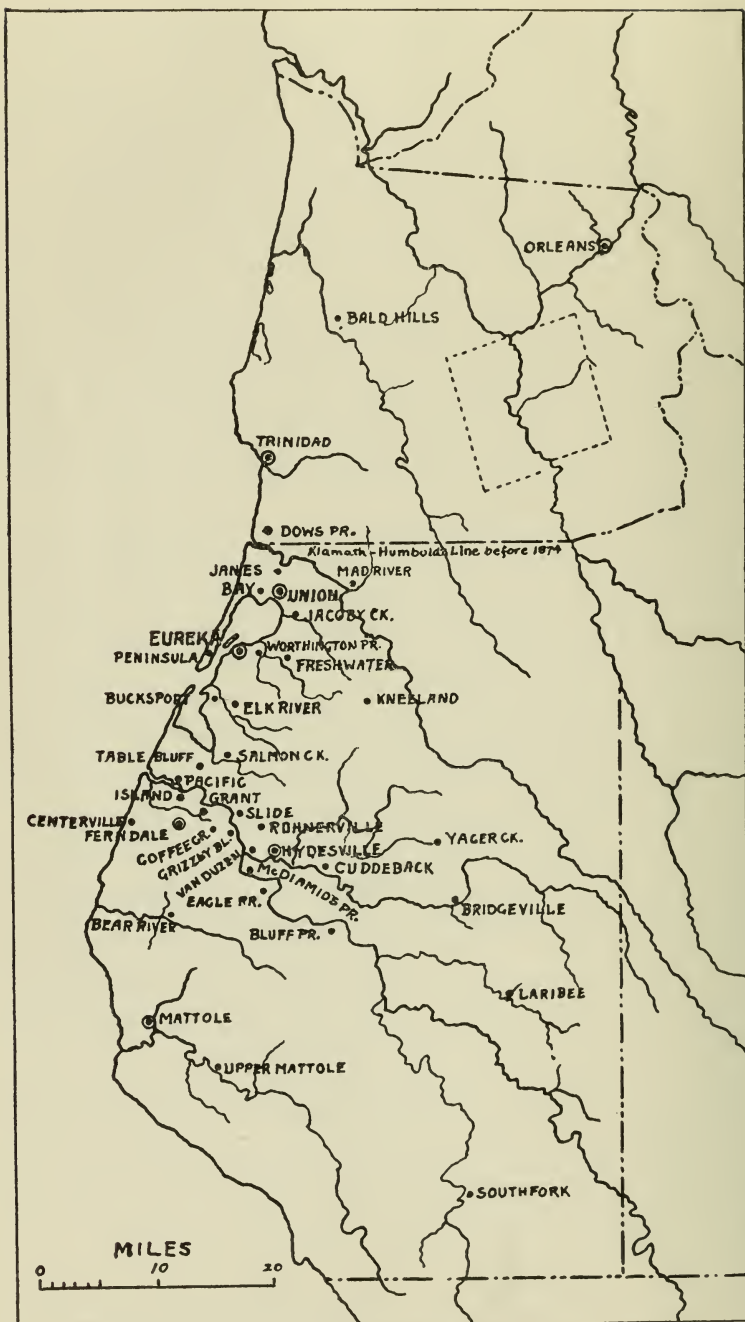 ORLEANS
BALD HILLS
TRINIDAD
DOWS PR.
Klamath-Humboldt Line before 1874
JANES
MAD RIVER
BAY
UNION
JACOBY CK.
EUREKA
WORTHINGTON PR.
PENINSULA
FRESHWATER
BUCKSPORT
ELK RIVER
KNEELAND
TABLE BLUFF
SALMON CK.
PACIFIC
ISLAND
GRANT
SLIDE
CENTERVILLE
FERNDALE
ROHNERVILLE
COFFEE CR.
GRIZZLY BL.
VAN DUZEN
HYDESVILLE
YAGER CK.
CUDDEBACK
MCDIAMIDS PR.
EAGLE PR.
BRIDGEVILLE
BEAR RIVER
BLUFF PR.
LARIBEE
MATTOLE
UPPER MATTOLE
SOUTHFORK
MILES
0 10 20